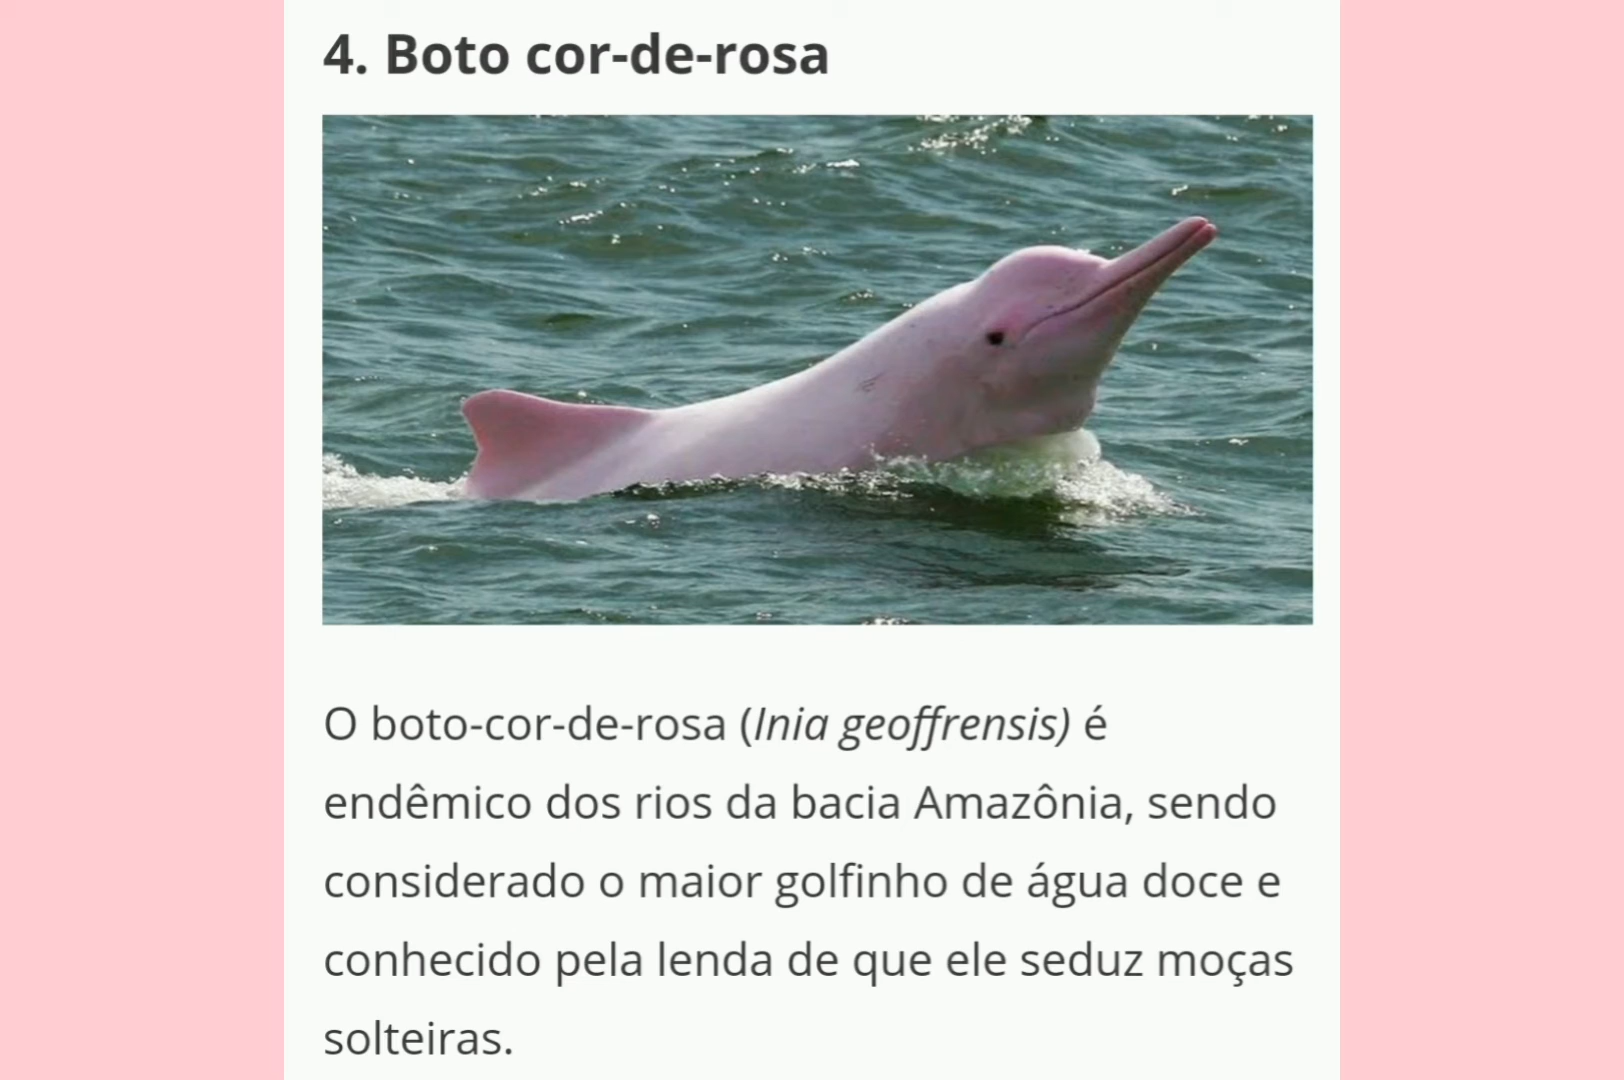 4. Boto cor-de-rosa
O boto-cor-de-rosa (Inia geoffrensis) é
endêmico dos rios da bacia Amazônia, sendo
considerado o maior golfinho de água doce e
conhecido pela lenda de que ele seduz moças
solteiras.